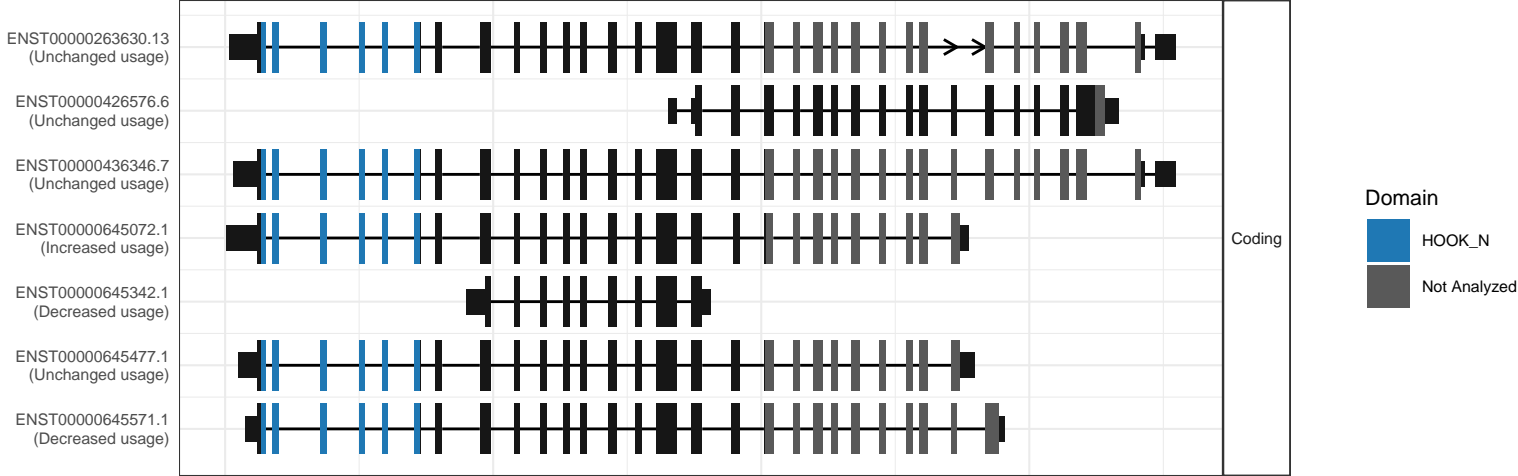 ENST00000263630.13
(Unchanged usage)
ENST00000426576.6
(Unchanged usage)
ENST00000436346.7
(Unchanged usage)
ENST00000645072.1
(Increased usage)
ENST00000645342.1
(Decreased usage)
ENST00000645477.1
(Unchanged usage)
ENST00000645571.1
(Decreased usage)
Coding
Domain
HOOK_N
Not Analyzed